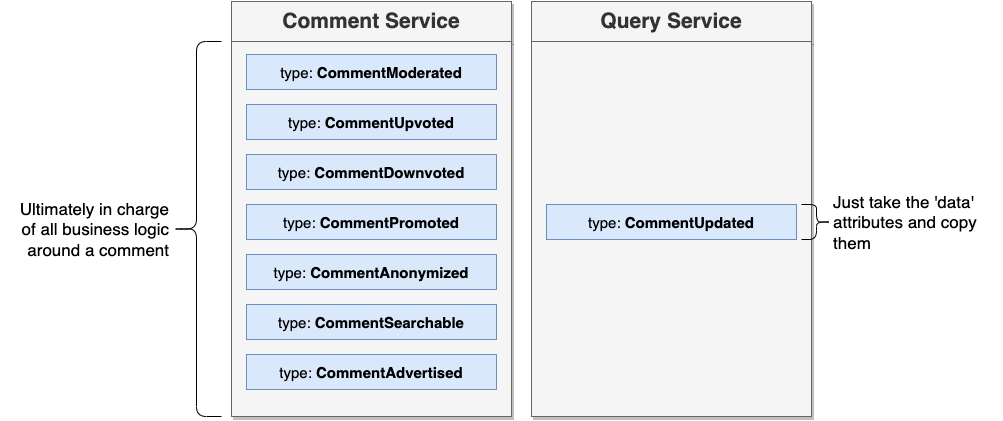 Comment Service
Query Service
type: CommentModerated
type: CommentUpvoted
type: CommentDownvoted
type: CommentPromoted
type: CommentAnonymized
type: CommentSearchable
type: CommentAdvertised
Ultimately in charge
of all business logic
around a comment
type: CommentUpdated
Just take the 'data'
attributes and copy
them